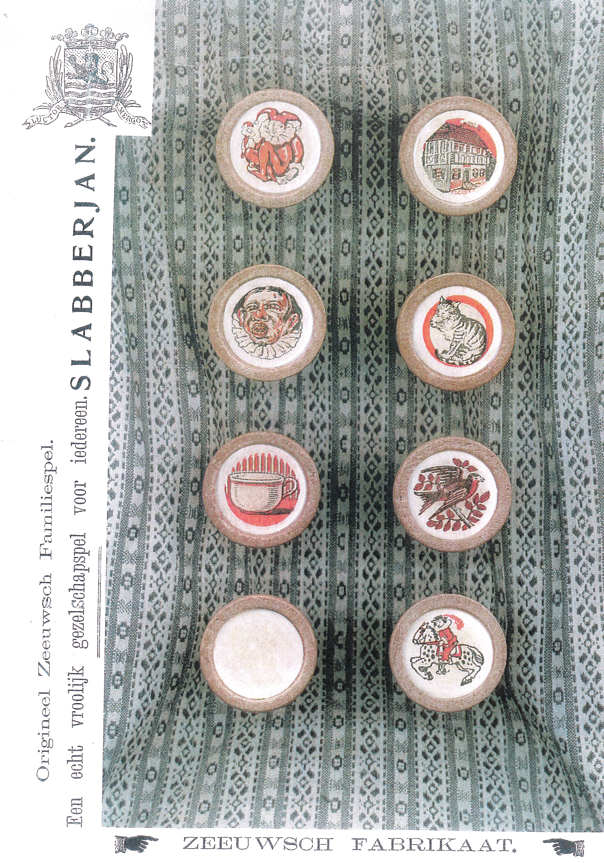 Origineel Zeeuwsch Familiespel.
Een echt vroolijk gezelschapspel voor iedereen. SLABBERJAN.
ZEEUWSCH FABRIKAAT.